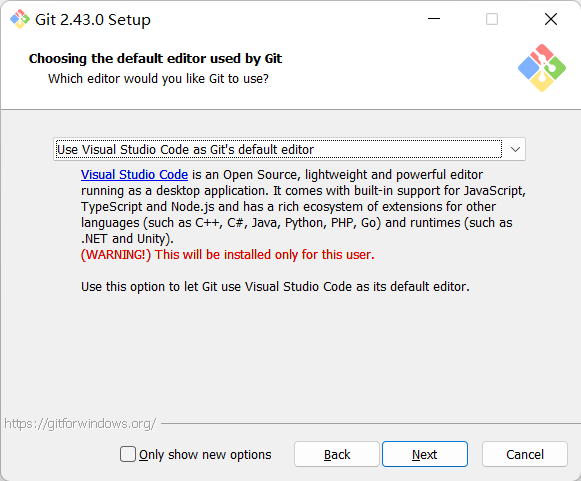 Git 2.43.0 Setup
Choosing the default editor used by Git
Which editor would you like Git to use?
Use Visual Studio Code as Git's default editor
Visual Studio Code is an Open Source, lightweight and powerful editor
running as a desktop application. It comes with built-in support for JavaScript,
TypeScript and Node.js and has a rich ecosystem of extensions for other
languages (such as C++, C#, Java, Python, PHP, Go) and runtimes (such as
.NET and Unity).
(WARNING!) This will be installed only for this user.
Use this option to let Git use Visual Studio Code as its default editor.
https://gitforwindows.org/
Only show new options
Back
Next
Cancel